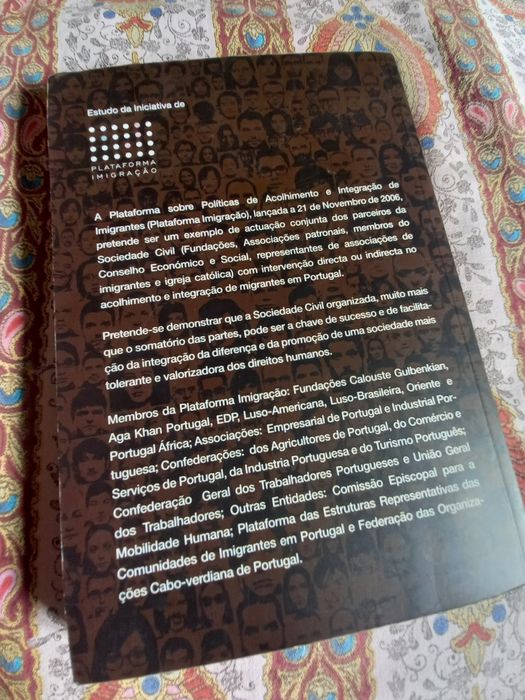 Estudo da Iniciativa de
PLATAFORMA
IMIGRAÇÃO
A Plataforma sobre Políticas de Acolhimento e Integração de
Imigrantes (Plataforma Imigração), lançada a 21 de Novembro de 2006,
pretende ser um exemplo de actuação conjunta dos parceiros da
Sociedade Civil (Fundações, Associações patronais, membros do
Conselho Económico e Social, representantes de associações de
imigrantes e igreja católica) com intervenção directa ou indirecta no
acolhimento e integração de migrantes em Portugal.
Pretende-se demonstrar que a Sociedade Civil organizada, muito mais
que o somatório das partes, pode ser a chave de sucesso e de facilita-
ção da integração da diferença e da promoção de uma sociedade mais
tolerante e valorizadora dos direitos humanos.
Membros da Plataforma Imigração: Fundações Calouste Gulbenkian,
Aga Khan Portugal, EDP, Luso-Americana, Luso-Brasileira, Oriente e
Portugal África; Associações: Empresarial de Portugal e Industrial Por-
tuguesa; Confederações: dos Agricultores de Portugal, do Comércio e
Serviços de Portugal, da Industria Portuguesa e do Turismo Português;
Confederação Geral dos Trabalhadores Portugueses e União Geral
dos Trabalhadores; Outras Entidades: Comissão Episcopal para a
Mobilidade Humana; Plataforma das Estruturas Representativas das
Comunidades de Imigrantes em Portugal e Federação das Organiza-
ções Cabo-verdiana de Portugal.